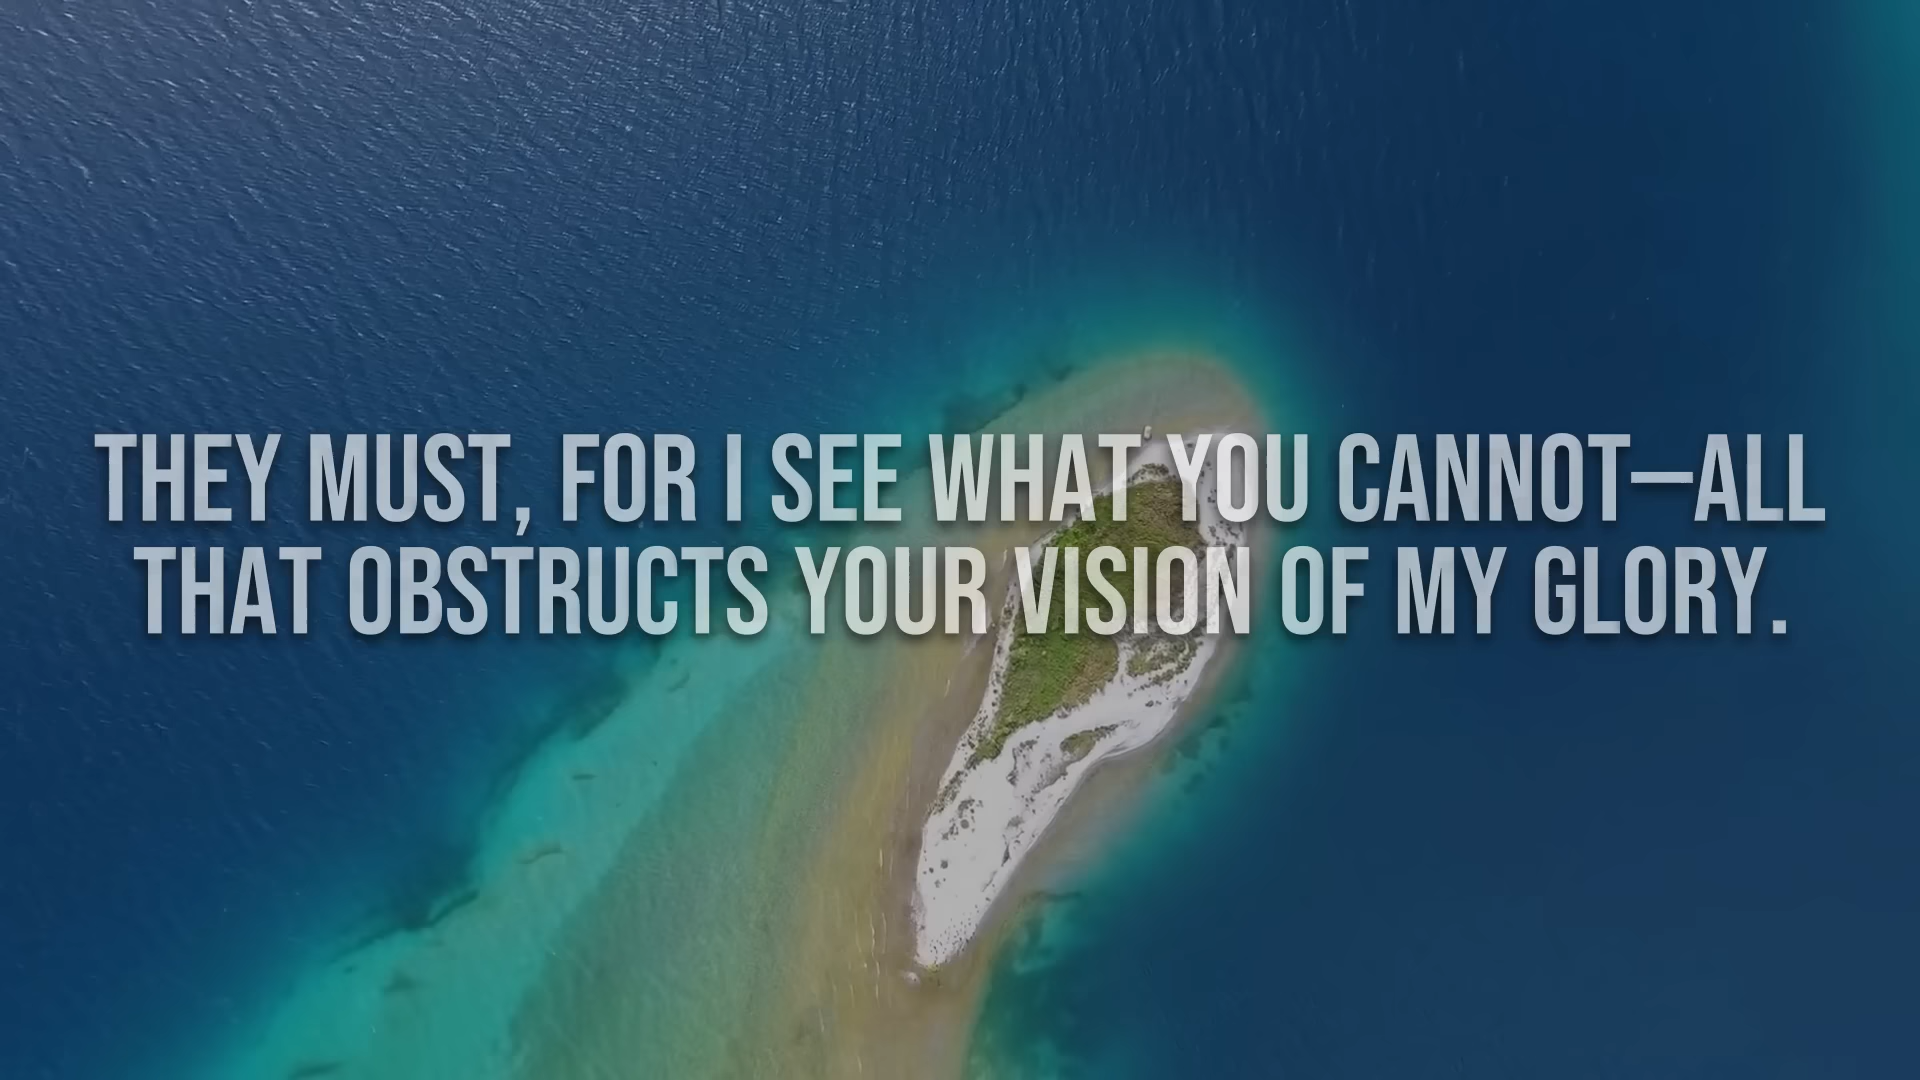 THEY MUST, FOR I SEE WHAT YOU CANNOT—ALL
THAT OBSTRUCTS YOUR VISION OF MY GLORY.